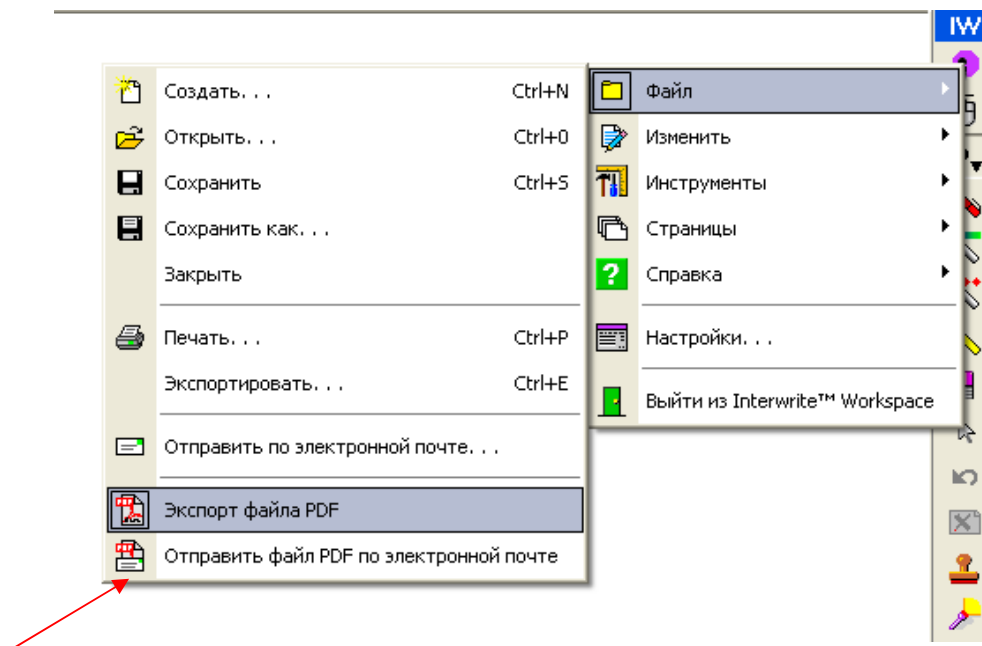 IW
Создать. . . Ctrl+N
Открыть. . . Ctrl+O
Сохранить Ctrl+S
Сохранить как. . .
Закрыть
Печать. . . Ctrl+P
Экспортировать. . . Ctrl+E
Отправить по электронной почте. . .
Экспорт файла PDF
Отправить файл PDF по электронной почте
Файл
Изменить
Инструменты
Страницы
Справка
Настройки. . .
Выйти из Interwrite™ Workspace